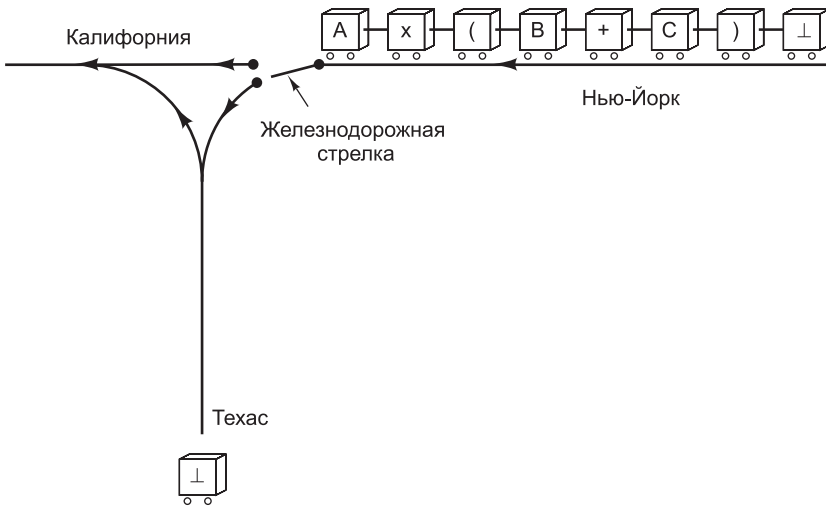 A x ( B + C ) ⊥
Калифорния
Нью-Йорк
Железнодорожная
стрелка
Техас
⊥